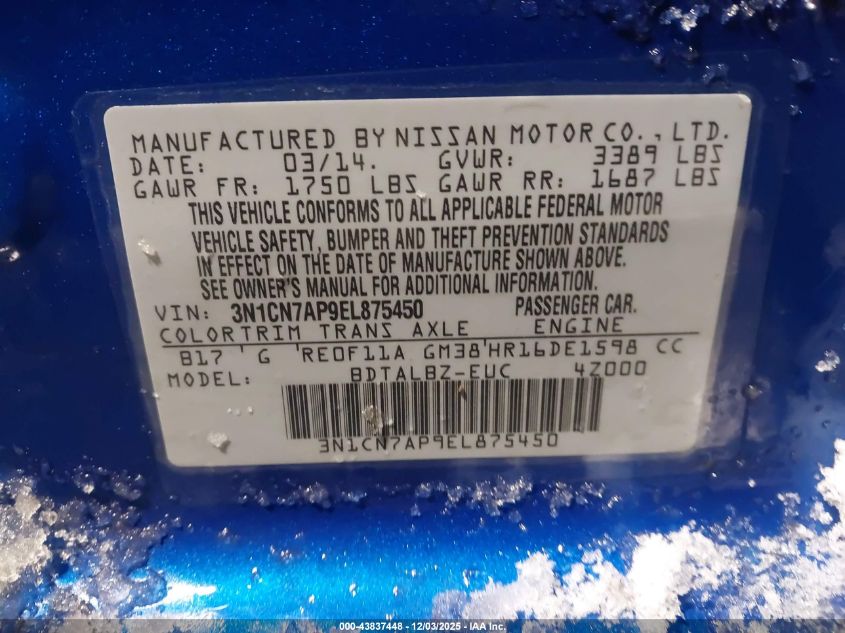 MANUFACTURED BY NISSAN MOTOR CO., LTD.
DATE: 03/14. GVWR: 3389 LBS
GAWR FR: 1750 LBS GAWR RR: 1687 LBS
THIS VEHICLE CONFORMS TO ALL APPLICABLE FEDERAL MOTOR
VEHICLE SAFETY, BUMPER AND THEFT PREVENTION STANDARDS
IN EFFECT ON THE DATE OF MANUFACTURE SHOWN ABOVE.
SEE OWNER'S MANUAL FOR ADDITIONAL INFORMATION.
VIN: 3N1CN7AP9EL875450 PASSENGER CAR.
COLORTRIM TRANS AXLE ENGINE
B17 ' G 'RE0F11A GM38'HR16DE1598 CC
MODEL: BDTALBZ-EUC 4Z000
3N1CN7AP9EL875450
000-43837448 - 12/03/2025 - IAA Inc.